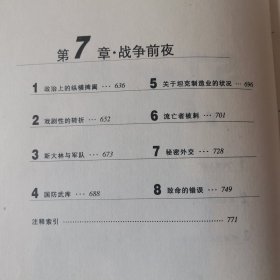 第7章·战争前夜
1 政治上的纵横捭阖 ··· 636
2 戏剧性的转折 ··· 652
3 斯大林与军队 ··· 673
4 国防武库 ··· 688
5 关于坦克制造业的状况 ··· 696
6 流亡者被刺 ··· 701
7 秘密外交 ··· 728
8 致命的错误 ··· 749
注释索引 ··· 771